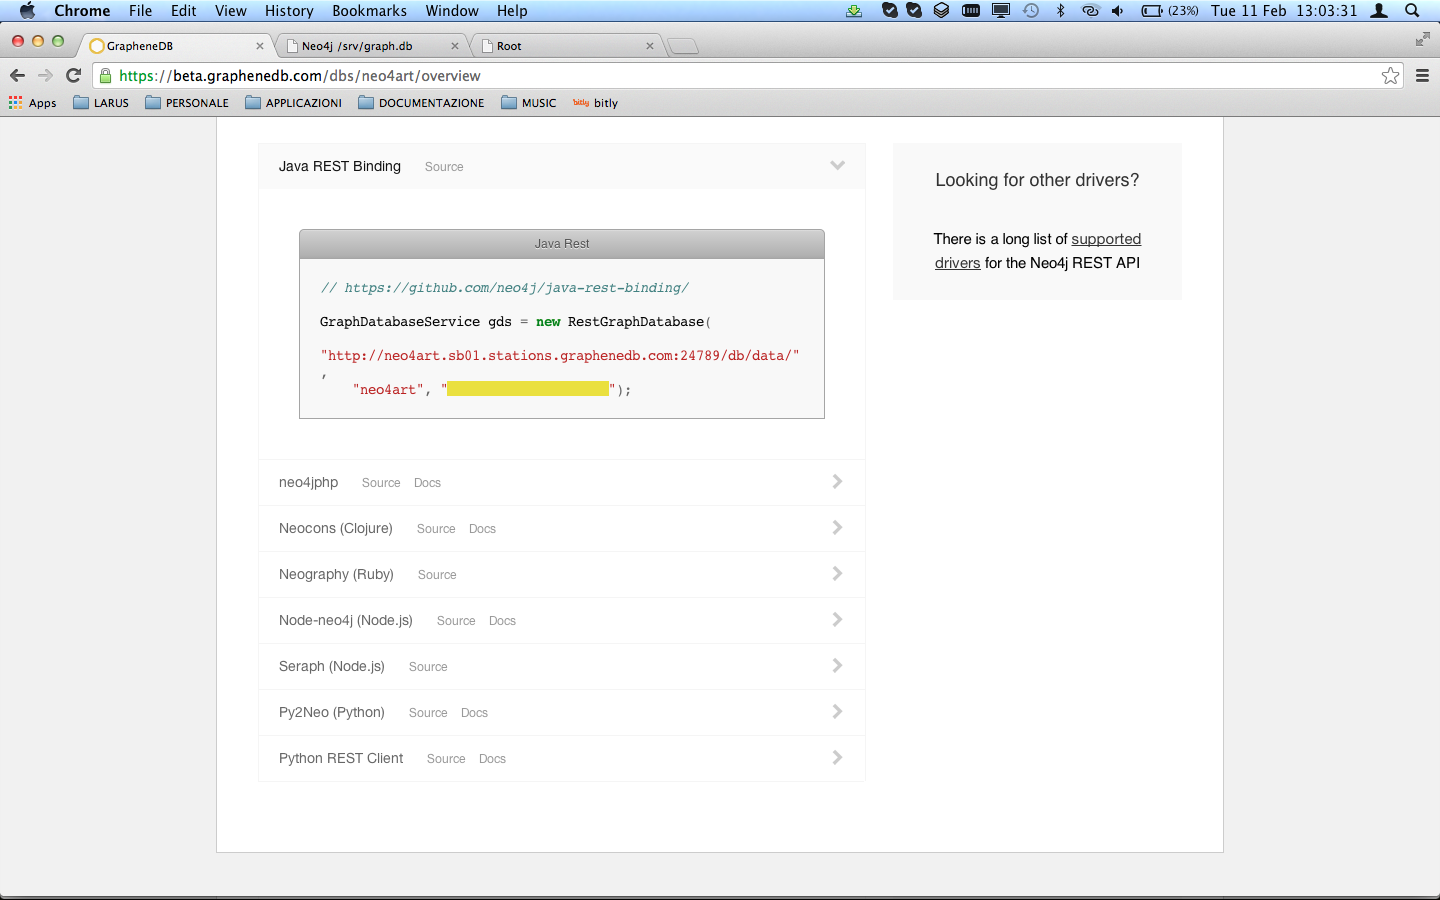 Chrome File Edit View History Bookmarks Window Help (23%) Tue 11 Feb 13:03:31
GrapheneDB Neo4j /srv/graph.db Root
https://beta.graphenedb.com/dbs/neo4art/overview
Apps LARUS PERSONALE APPLICAZIONI DOCUMENTAZIONE MUSIC bitly bitly
Java REST Binding Source
Java Rest
// https://github.com/neo4j/java-rest-binding/
GraphDatabaseService gds = new RestGraphDatabase(
"http://neo4art.sb01.stations.graphenedb.com:24789/db/data/"
,
"neo4art", "");
neo4jphp Source Docs
Neocons (Clojure) Source Docs
Neography (Ruby) Source
Node-neo4j (Node.js) Source Docs
Seraph (Node.js) Source
Py2Neo (Python) Source Docs
Python REST Client Source Docs
Looking for other drivers?
There is a long list of supported
drivers for the Neo4j REST API